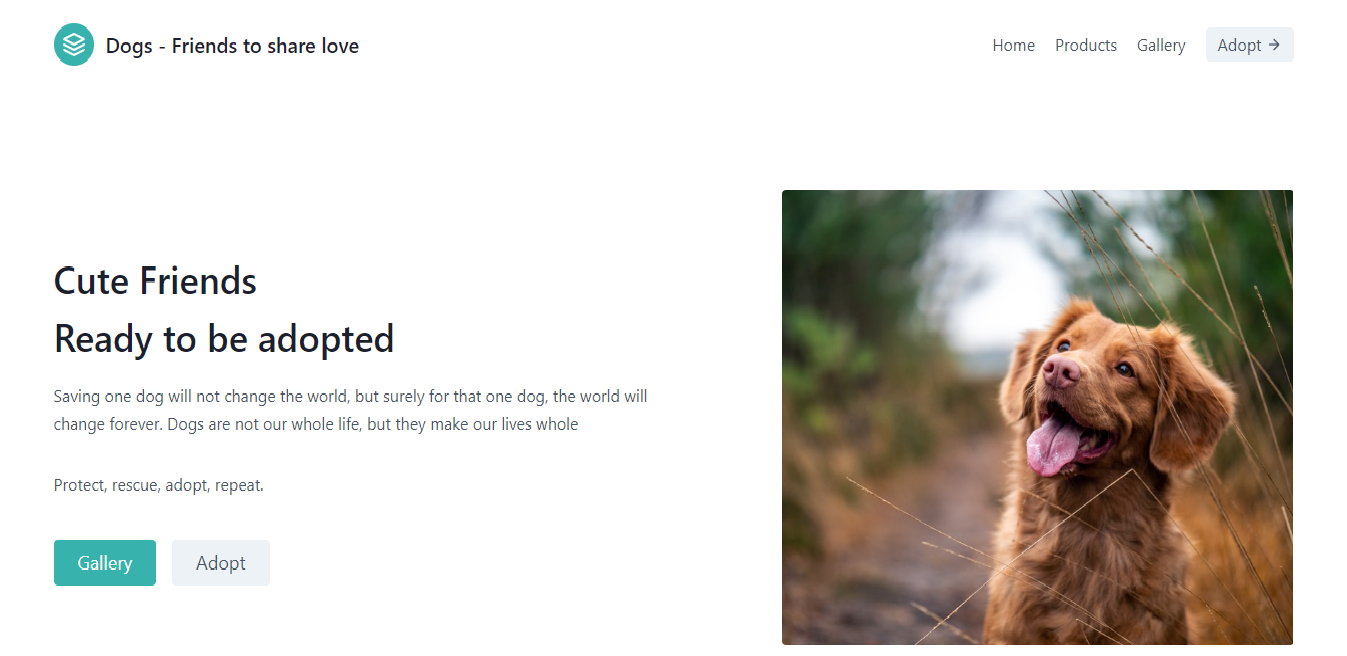 Dogs - Friends to share love
Home
Products
Gallery
Adopt →
Cute Friends
Ready to be adopted
Saving one dog will not change the world, but surely for that one dog, the world will
change forever. Dogs are not our whole life, but they make our lives whole
Protect, rescue, adopt, repeat.
Gallery
Adopt